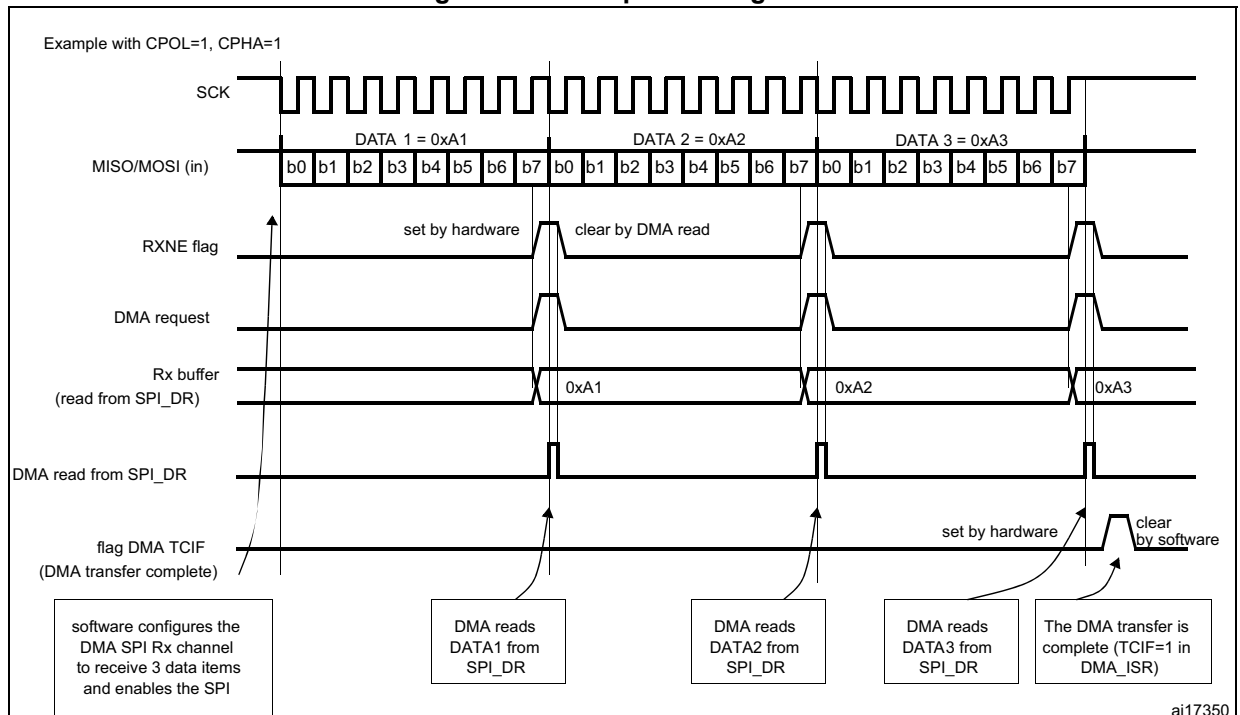 Example with CPOL=1, CPHA=1
SCK
DATA 1 = 0xA1
DATA 2 = 0xA2
DATA 3 = 0xA3
MISO/MOSI (in)
b0 b1 b2 b3 b4 b5 b6 b7 b0 b1 b2 b3 b4 b5 b6 b7 b0 b1 b2 b3 b4 b5 b6 b7
set by hardware
clear by DMA read
RXNE flag
DMA request
Rx buffer
(read from SPI_DR)
0xA1
0xA2
0xA3
DMA read from SPI_DR
set by hardware
clear
by software
flag DMA TCIF
(DMA transfer complete)
software configures the
DMA SPI Rx channel
to receive 3 data items
and enables the SPI
DMA reads
DATA1 from
SPI_DR
DMA reads
DATA2 from
SPI_DR
DMA reads
DATA3 from
SPI_DR
The DMA transfer is
complete (TCIF=1 in
DMA_ISR)
ai17350